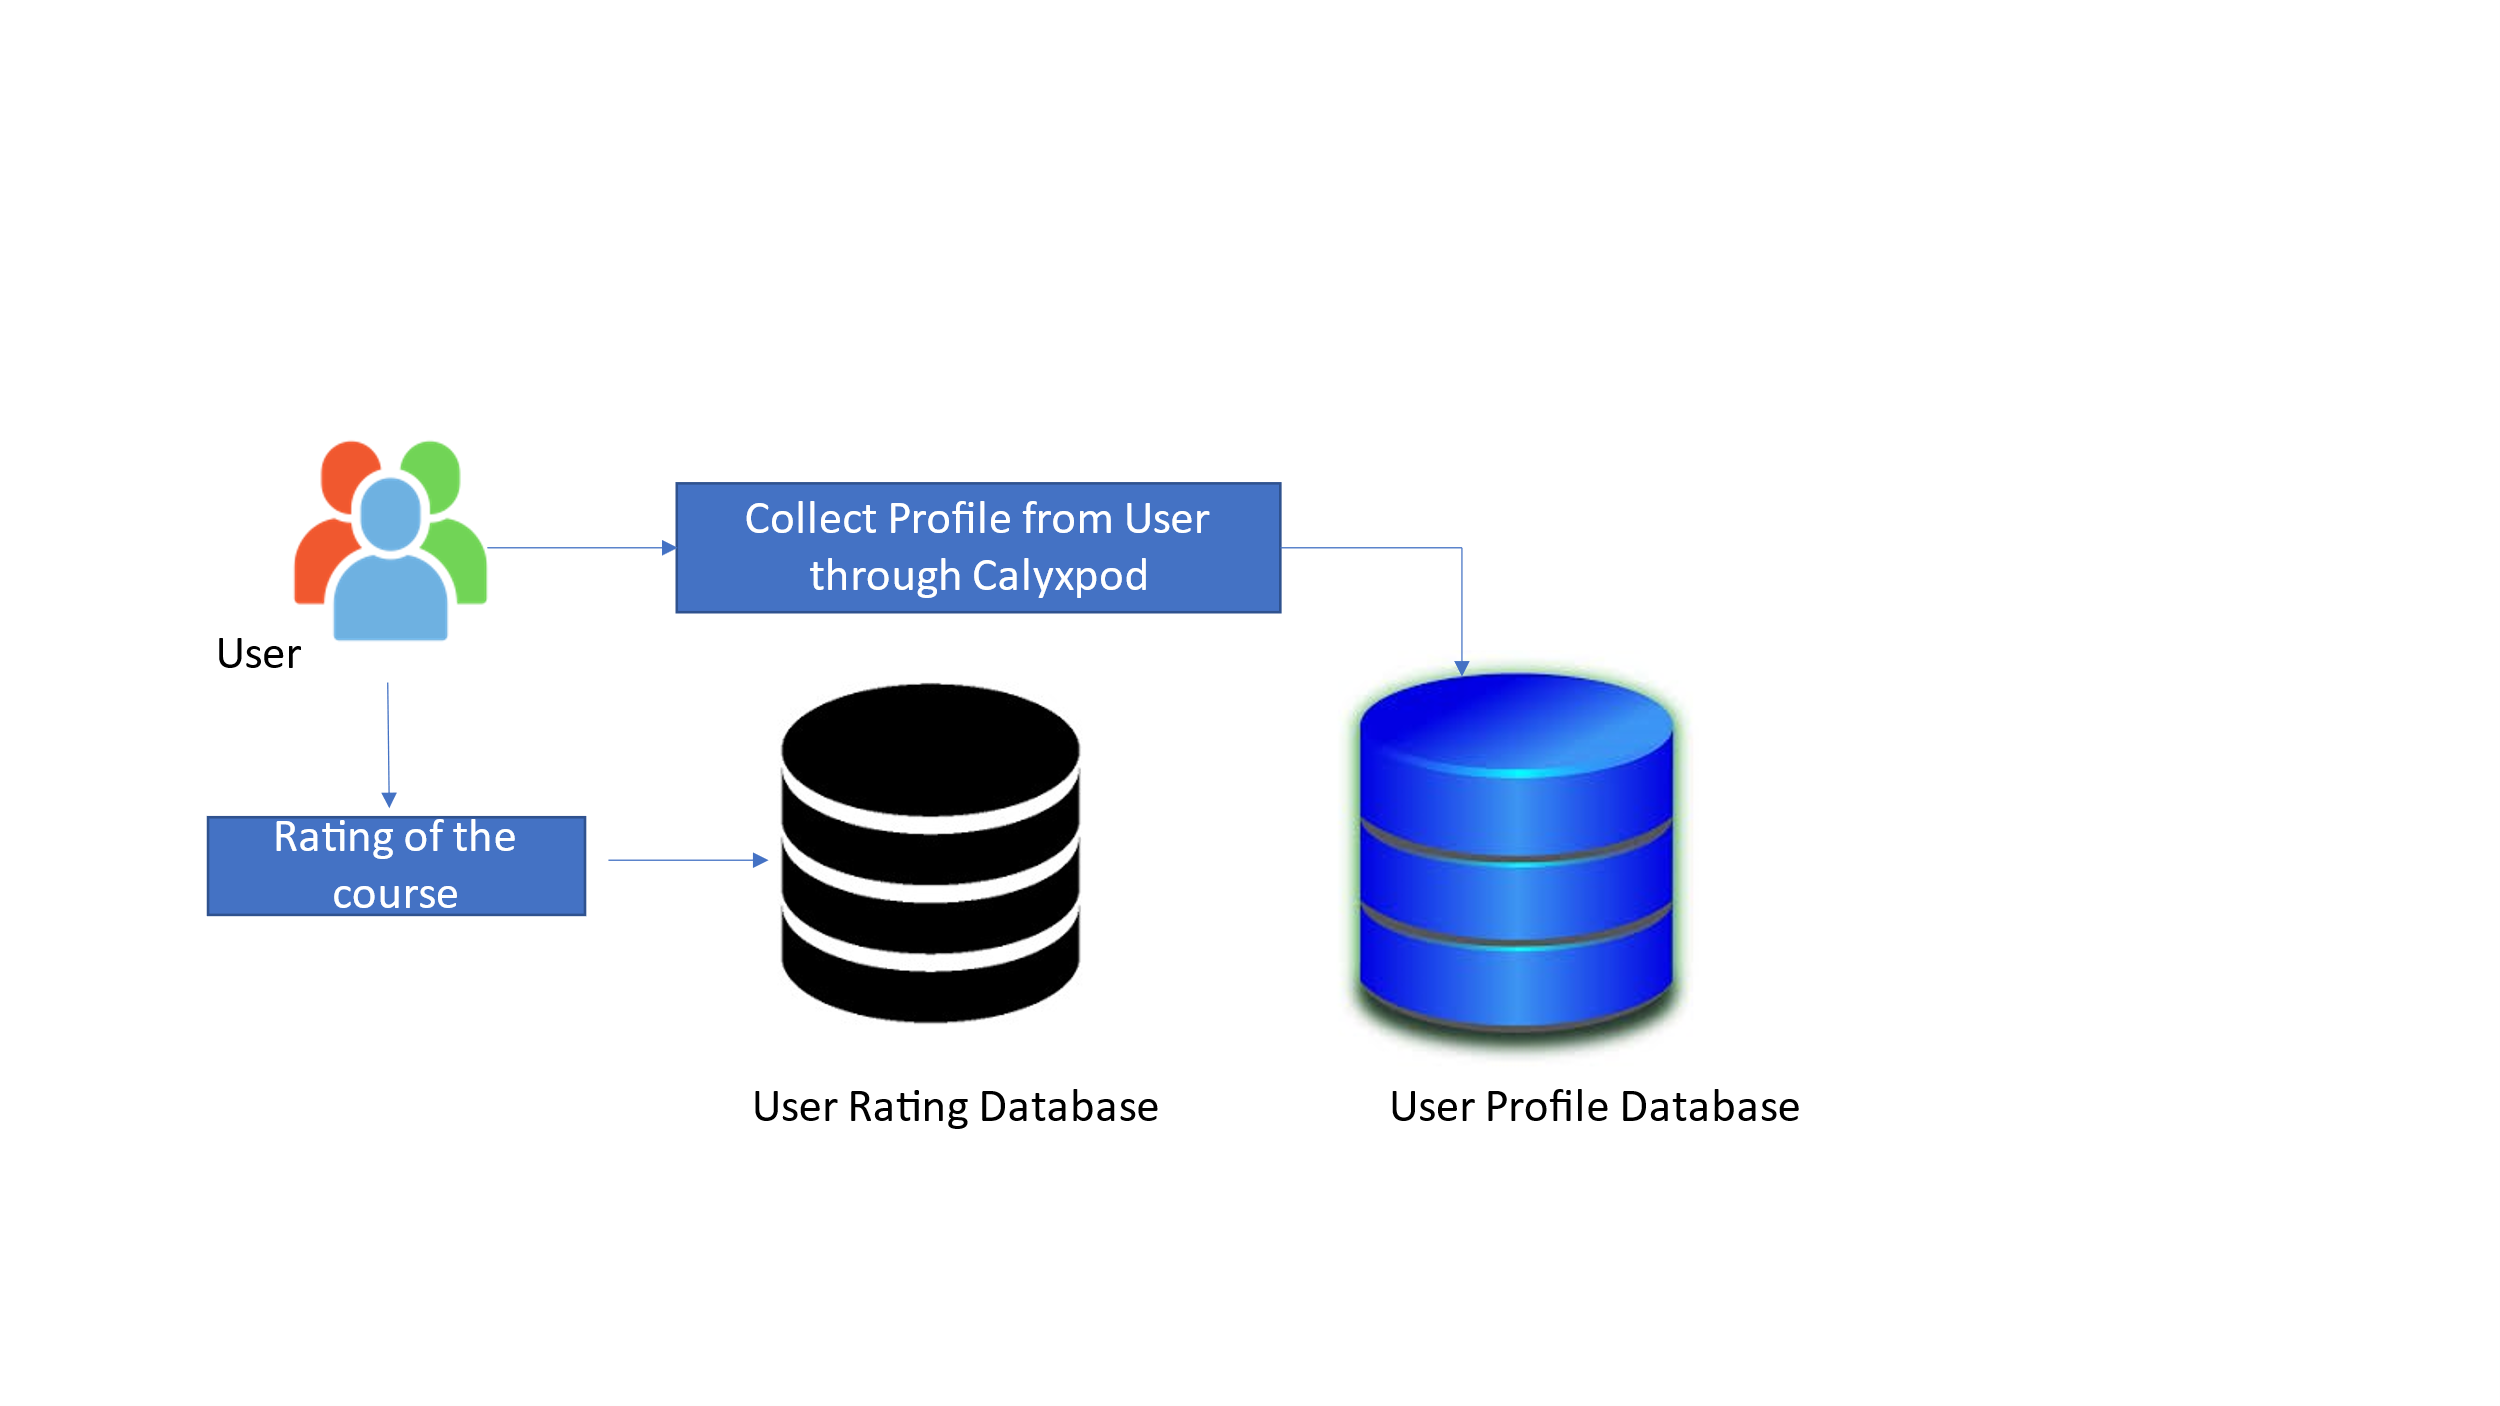 Collect Profile from User
through Calyxpod
User
Rating of the
course
User Rating Database
User Profile Database